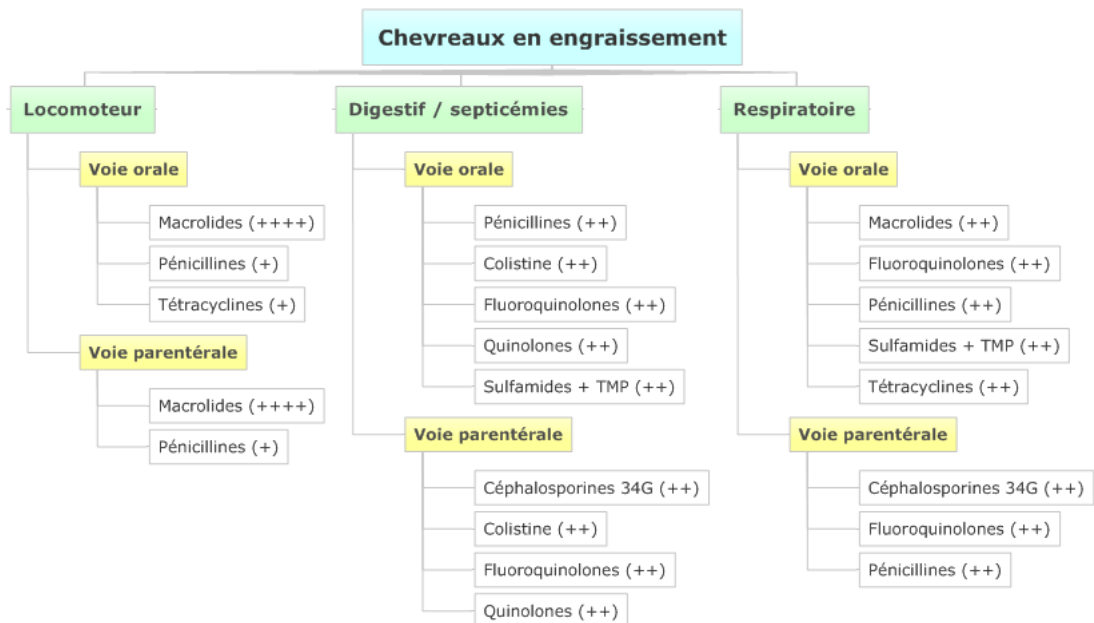 Chevreaux en engraissement
Locomoteur
Voie orale
Macrolides (++++)
Pénicillines (+)
Tétracyclines (+)
Voie parentérale
Macrolides (++++)
Pénicillines (+)
Digestif / septicémies
Voie orale
Pénicillines (++)
Colistine (++)
Fluoroquinolones (++)
Quinolones (++)
Sulfamides + TMP (++)
Voie parentérale
Céphalosporines 34G (++)
Colistine (++)
Fluoroquinolones (++)
Quinolones (++)
Respiratoire
Voie orale
Macrolides (++)
Fluoroquinolones (++)
Pénicillines (++)
Sulfamides + TMP (++)
Tétracyclines (++)
Voie parentérale
Céphalosporines 34G (++)
Fluoroquinolones (++)
Pénicillines (++)